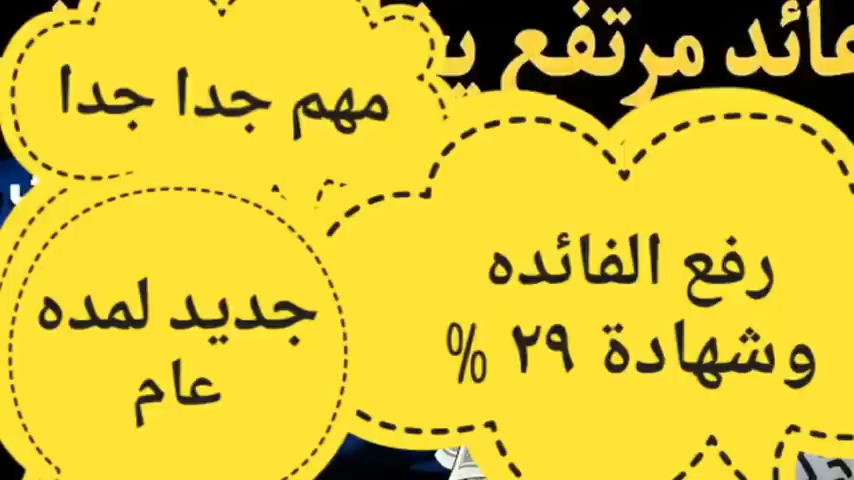 عائد مرتفع
مهم جدا جدا
رفع الفائده
وشهادة ٢٩ %
جديد لمده
عام